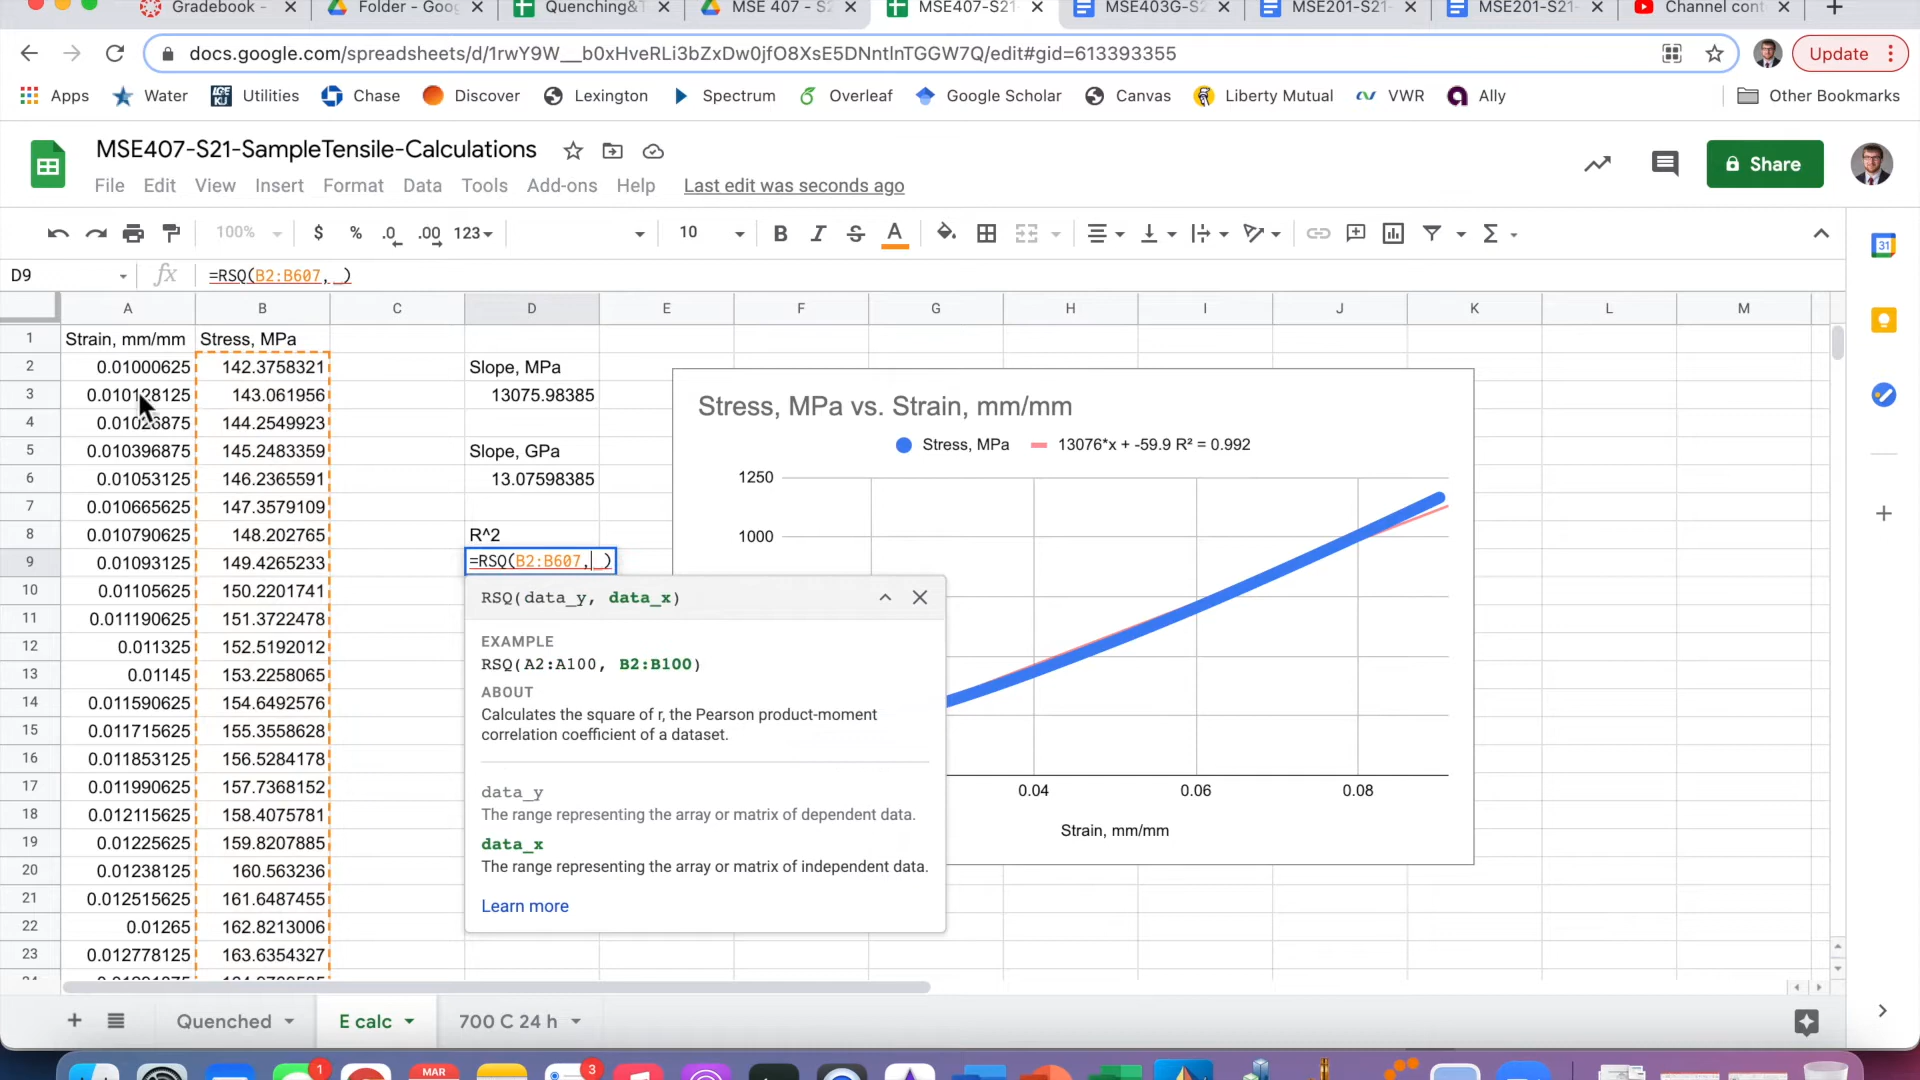 Gradebook -
Folder - Goo
Quenching&T
MSE 407 - S2
MSE407-S21-
MSE403G-S2
MSE201-S21-
MSE201-S21-
Channel cont
docs.google.com/spreadsheets/d/1rwY9W__b0xHveRLi3bZxDw0jfO8XsE5DNntlnTGGW7Q/edit#gid=613393355
Update
Apps Water Utilities Chase Discover Lexington Spectrum Overleaf Google Scholar Canvas Liberty Mutual VWR Ally Other Bookmarks
MSE407-S21-SampleTensile-Calculations
Share
File Edit View Insert Format Data Tools Add-ons Help Last edit was seconds ago
100% $ % .0 .00 123 10 B I S A Σ
31
D9 fx =RSQ(B2:B607,_)
A B C D E F G H I J K L M
1 Strain, mm/mm Stress, MPa
2 0.01000625 142.3758321 Slope, MPa
3 0.010128125 143.061956 13075.98385
4 144.2549923
5 0.010396875 145.2483359 Slope, GPa
6 0.01053125 146.2365591 13.07598385
7 0.010665625 147.3579109
8 0.010790625 148.202765 R^2
9 0.01093125 149.4265233 =RSQ(B2:B607,_)
10 0.01105625 150.2201741
11 0.011190625 151.3722478
12 0.011325 152.5192012
13 0.01145 153.2258065
14 0.011590625 154.6492576
15 0.011715625 155.3558628
16 0.011853125 156.5284178
17 0.011990625 157.7368152
18 0.012115625 158.4075781
19 0.01225625 159.8207885
20 0.01238125 160.563236
21 0.012515625 161.6487455
22 0.01265 162.8213006
23 0.012778125 163.6354327
RSQ(data_y, data_x)
EXAMPLE
RSQ(A2:A100, B2:B100)
ABOUT
Calculates the square of r, the Pearson product-moment
correlation coefficient of a dataset.
data_y
The range representing the array or matrix of dependent data.
data_x
The range representing the array or matrix of independent data.
Learn more
Stress, MPa vs. Strain, mm/mm
Stress, MPa 13076*x + -59.9 R² = 0.992
1250
1000
0.04 0.06 0.08
Strain, mm/mm
Quenched E calc 700 C 24 h
1 MAR 3